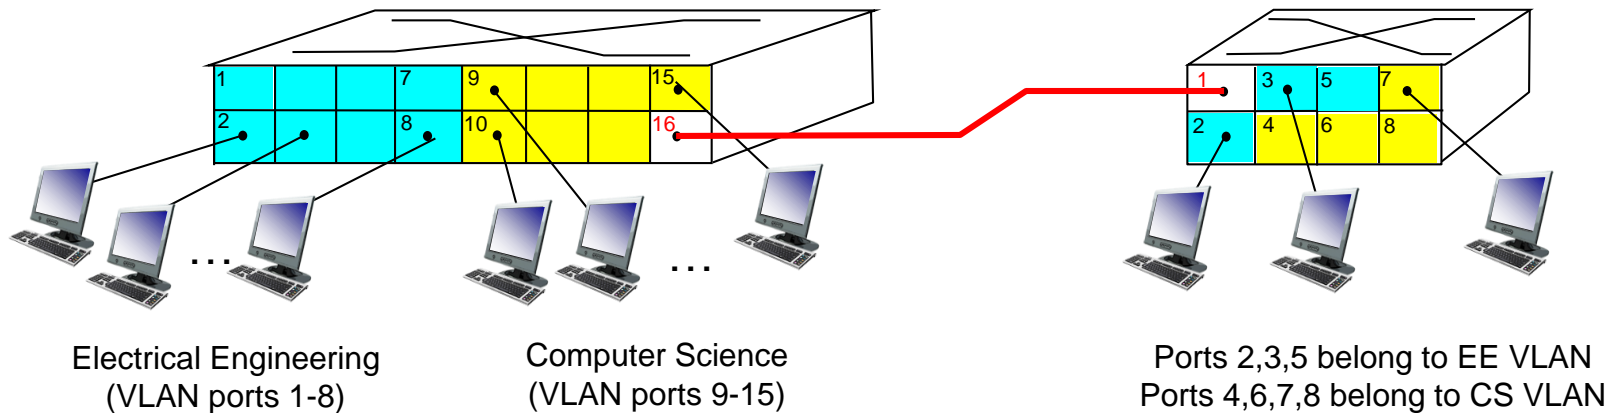 1 7 9 15
2 8 10 16
1 3 5 7
2 4 6 8
... ...
Electrical Engineering
(VLAN ports 1-8)
Computer Science
(VLAN ports 9-15)
Ports 2,3,5 belong to EE VLAN
Ports 4,6,7,8 belong to CS VLAN